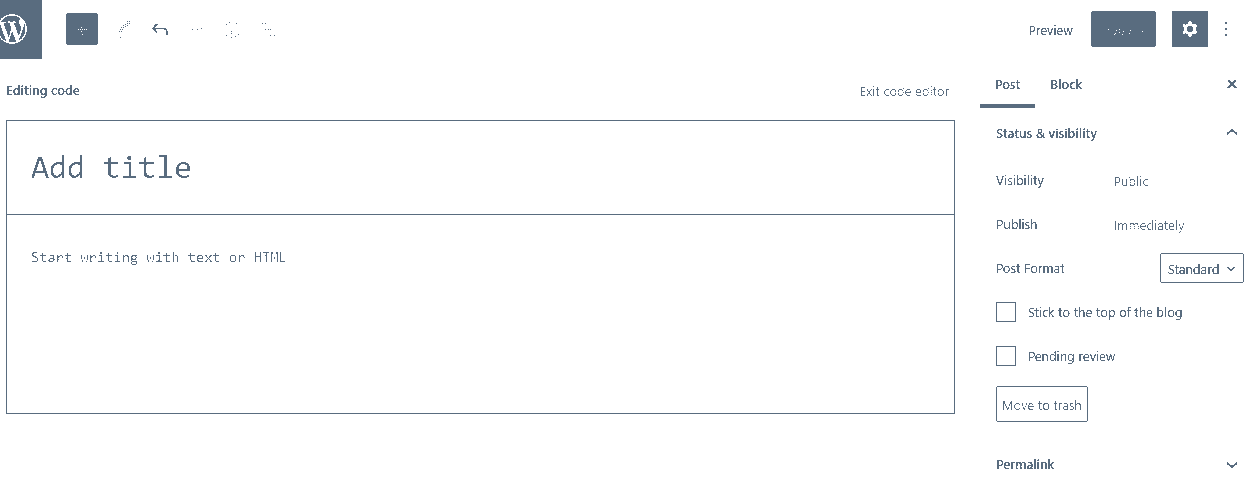 Preview
Editing code
Exit code editor
Post Block
Add title
Start writing with text or HTML
Status & visibility
Visibility Public
Publish Immediately
Post Format Standard
Stick to the top of the blog
Pending review
Move to trash
Permalink